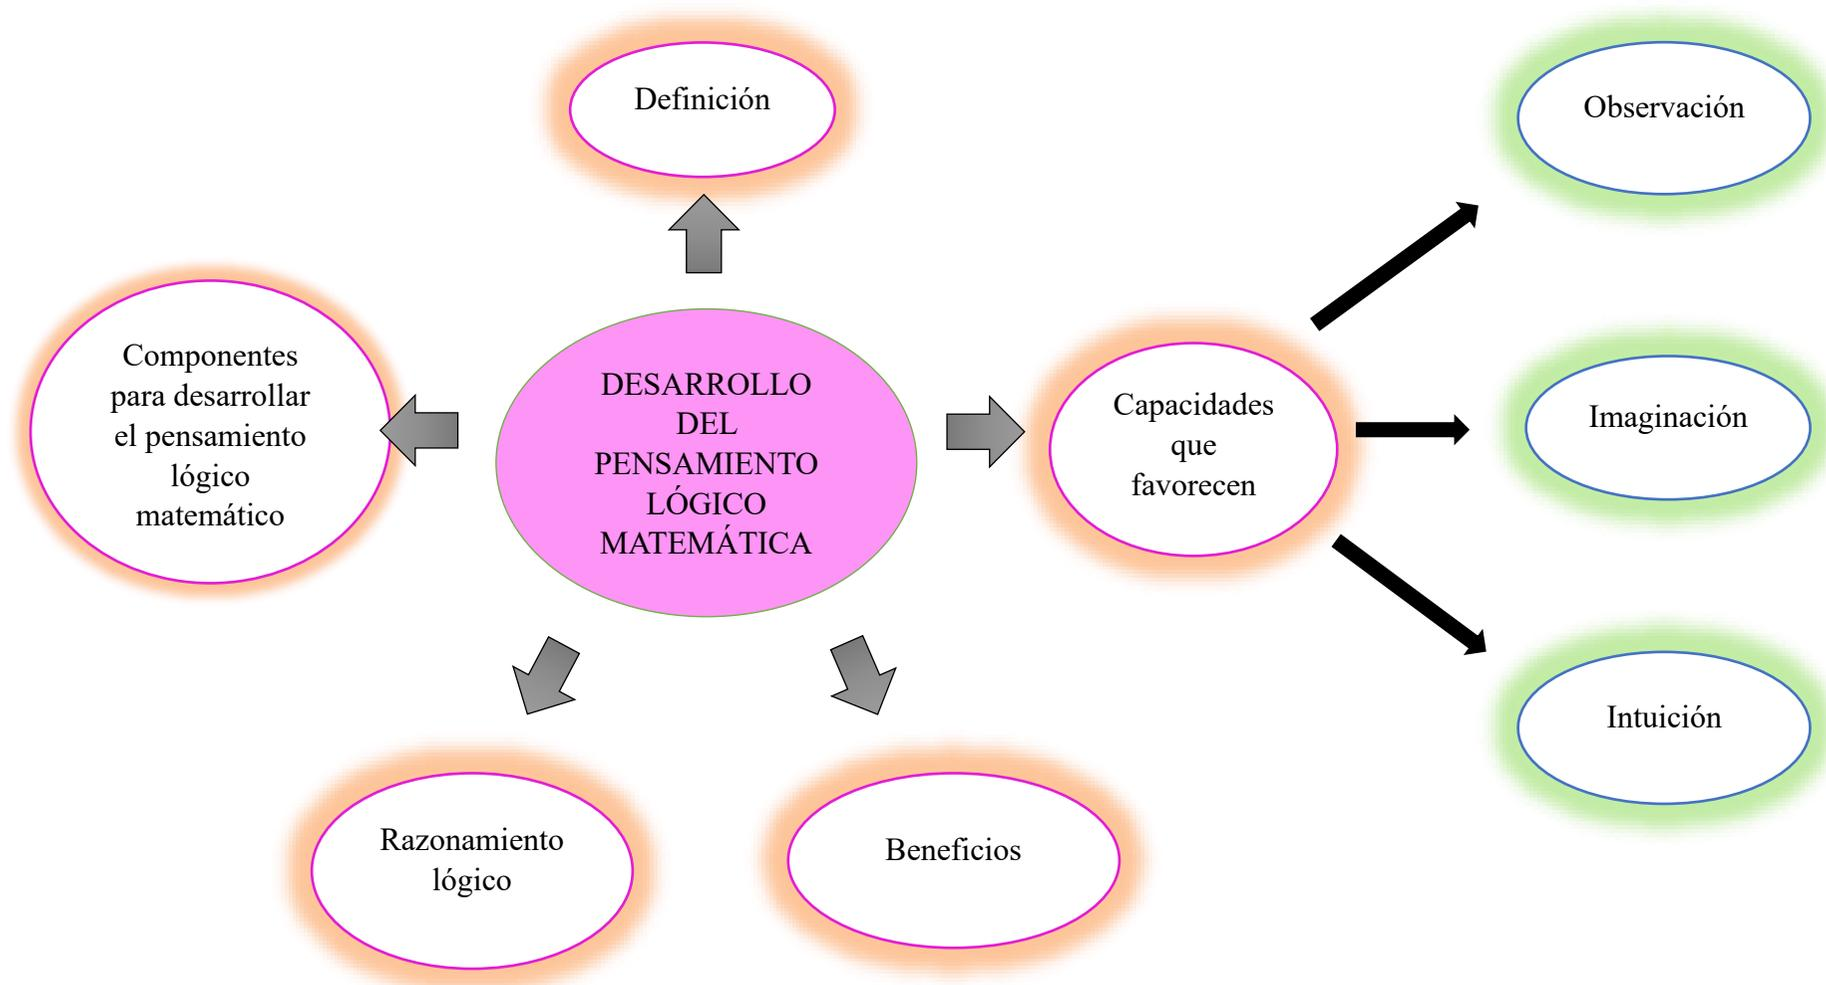 Definición
Observación
Componentes
para desarrollar
el pensamiento
lógico
matemático
DESARROLLO
DEL
PENSAMIENTO
LÓGICO
MATEMÁTICA
Capacidades
que
favorecen
Imaginación
Intuición
Razonamiento
lógico
Beneficios